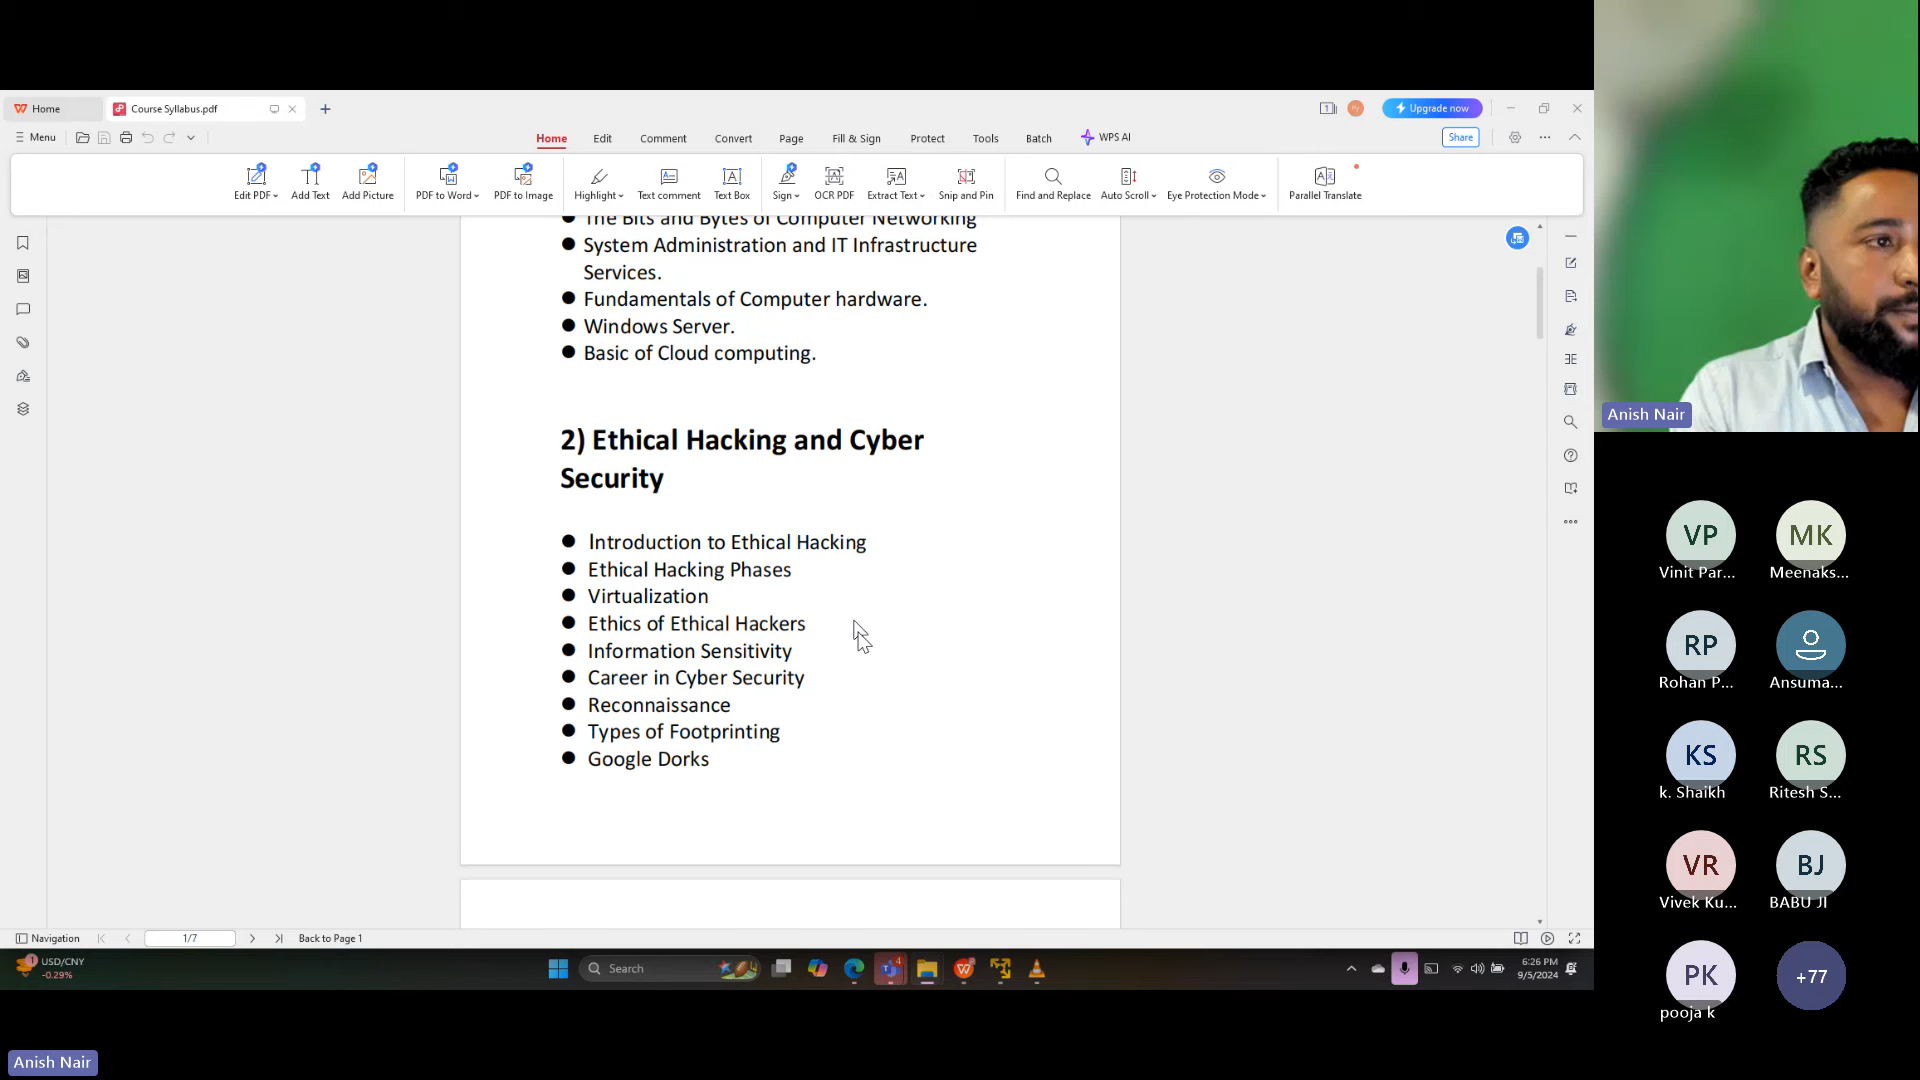 Home
Course Syllabus.pdf
Upgrade now
Menu
Home Edit Comment Convert Page Fill & Sign Protect Tools Batch WPS AI
Share
Edit PDF Add Text Add Picture PDF to Word PDF to Image Highlight Text comment Text Box Sign OCR PDF Extract Text Snip and Pin Find and Replace Auto Scroll Eye Protection Mode Parallel Translate
The Bits and Bytes of Computer Networking
System Administration and IT Infrastructure
Services.
Fundamentals of Computer hardware.
Windows Server.
Basic of Cloud computing.
2) Ethical Hacking and Cyber
Security
Introduction to Ethical Hacking
Ethical Hacking Phases
Virtualization
Ethics of Ethical Hackers
Information Sensitivity
Career in Cyber Security
Reconnaissance
Types of Footprinting
Google Dorks
Navigation 1/7 Back to Page 1
1 USD/CNY
-0.29%
Search
4
6:26 PM
9/5/2024
Anish Nair
VP MK
Vinit Par... Meenaks...
RP
Rohan P... Ansuma...
KS RS
k. Shaikh Ritesh S...
VR BJ
Vivek Ku... BABU JI
PK +77
pooja k
Anish Nair